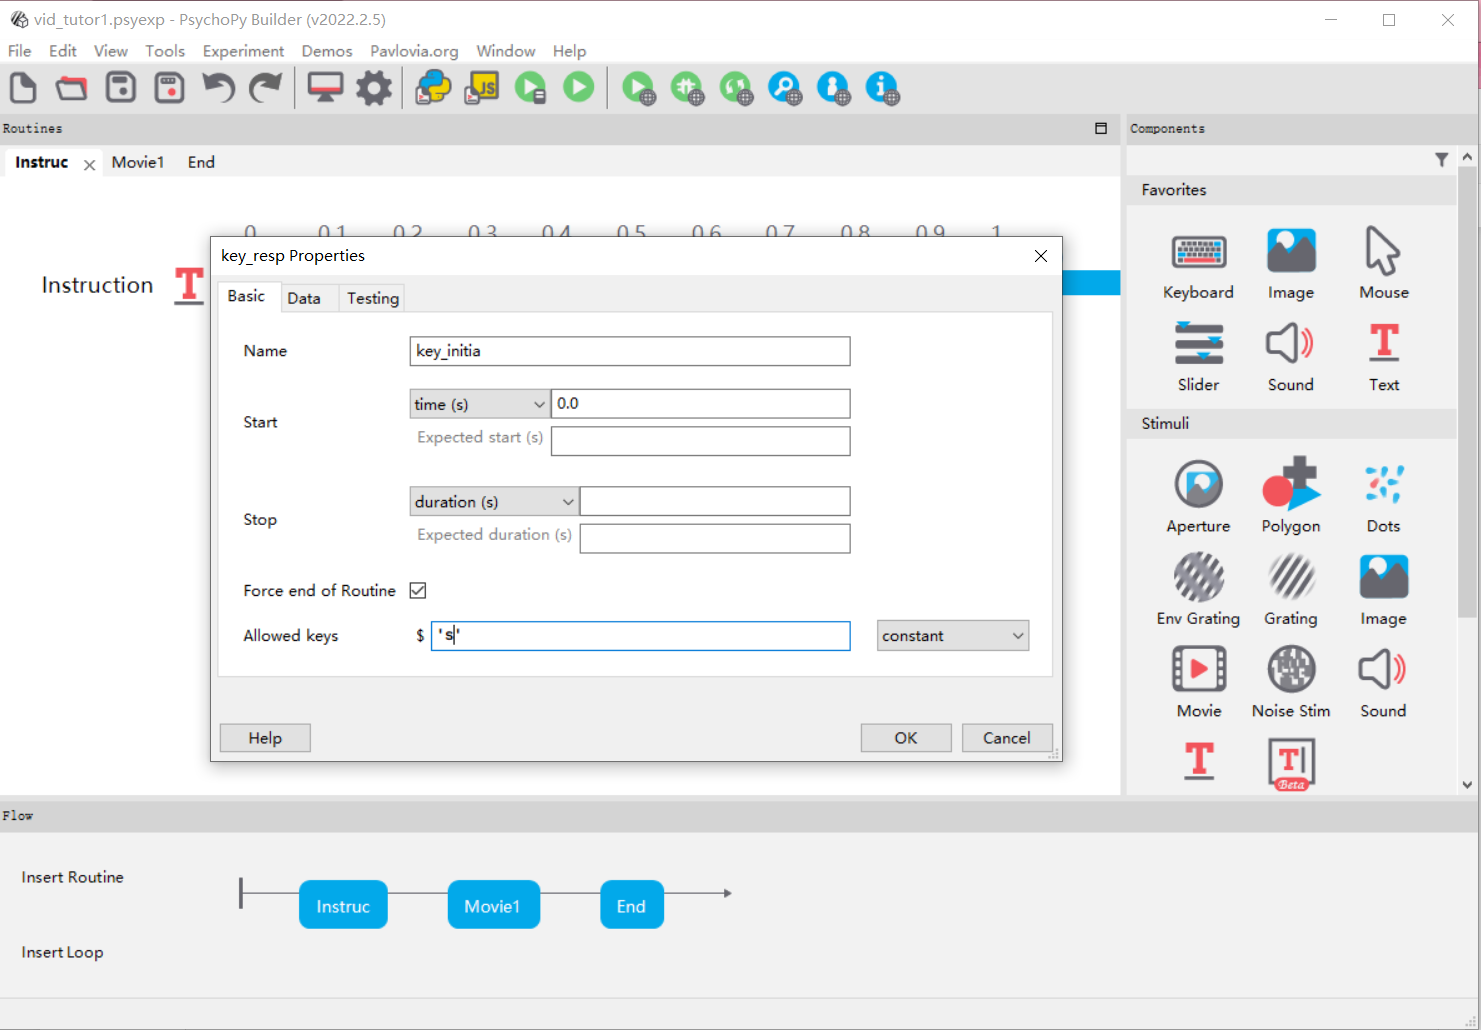 vid_tutor1.psyexp - PsychoPy Builder (v2022.2.5)
File Edit View Tools Experiment Demos Pavlovia.org Window Help
JS
Routines
Components
Instruc Movie1 End
Favorites
0 0.1 0.2 0.3 0.4 0.5 0.6 0.7 0.8 0.9 1
Instruction
key_resp Properties
Basic Data Testing
Name key_initia
Start time (s) 0.0
Expected start (s)
Stop duration (s)
Expected duration (s)
Force end of Routine
Allowed keys $ 's' constant
Help OK Cancel
Keyboard Image Mouse
Slider Sound Text
Stimuli
Aperture Polygon Dots
Env Grating Grating Image
Movie Noise Stim Sound
Beta
Flow
Insert Routine
Instruc Movie1 End
Insert Loop